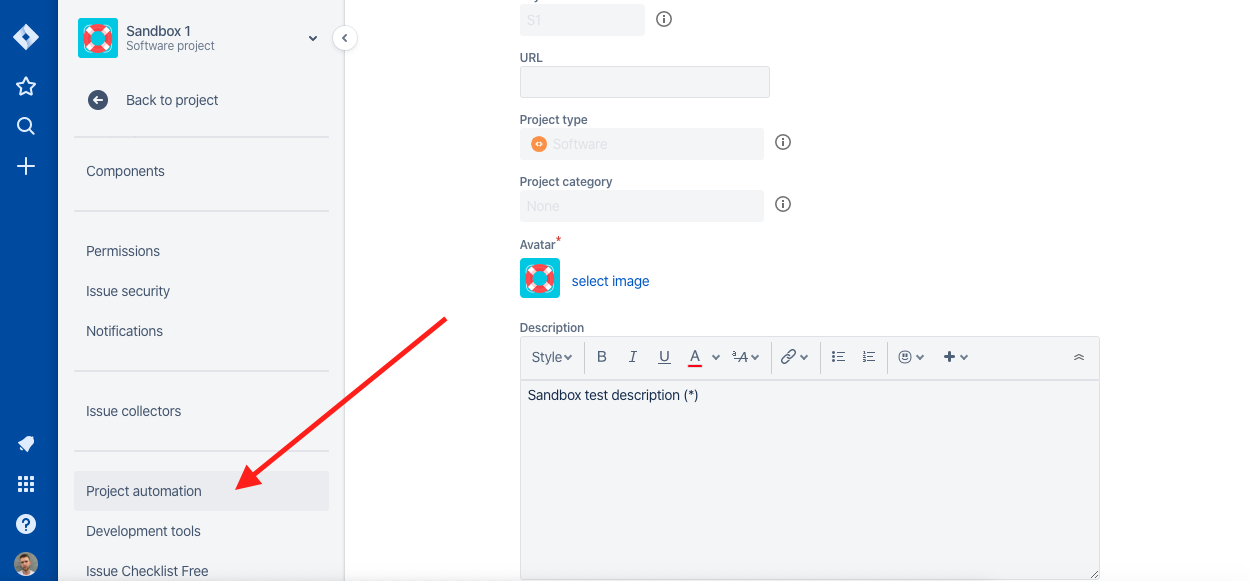 Sandbox 1
Software project
Back to project
Components
Permissions
Issue security
Notifications
Issue collectors
Project automation
Development tools
Issue Checklist Free
S1
URL
Project type
Software
Project category
None
Avatar*
select image
Description
Style B I U A ªA
Sandbox test description (*)